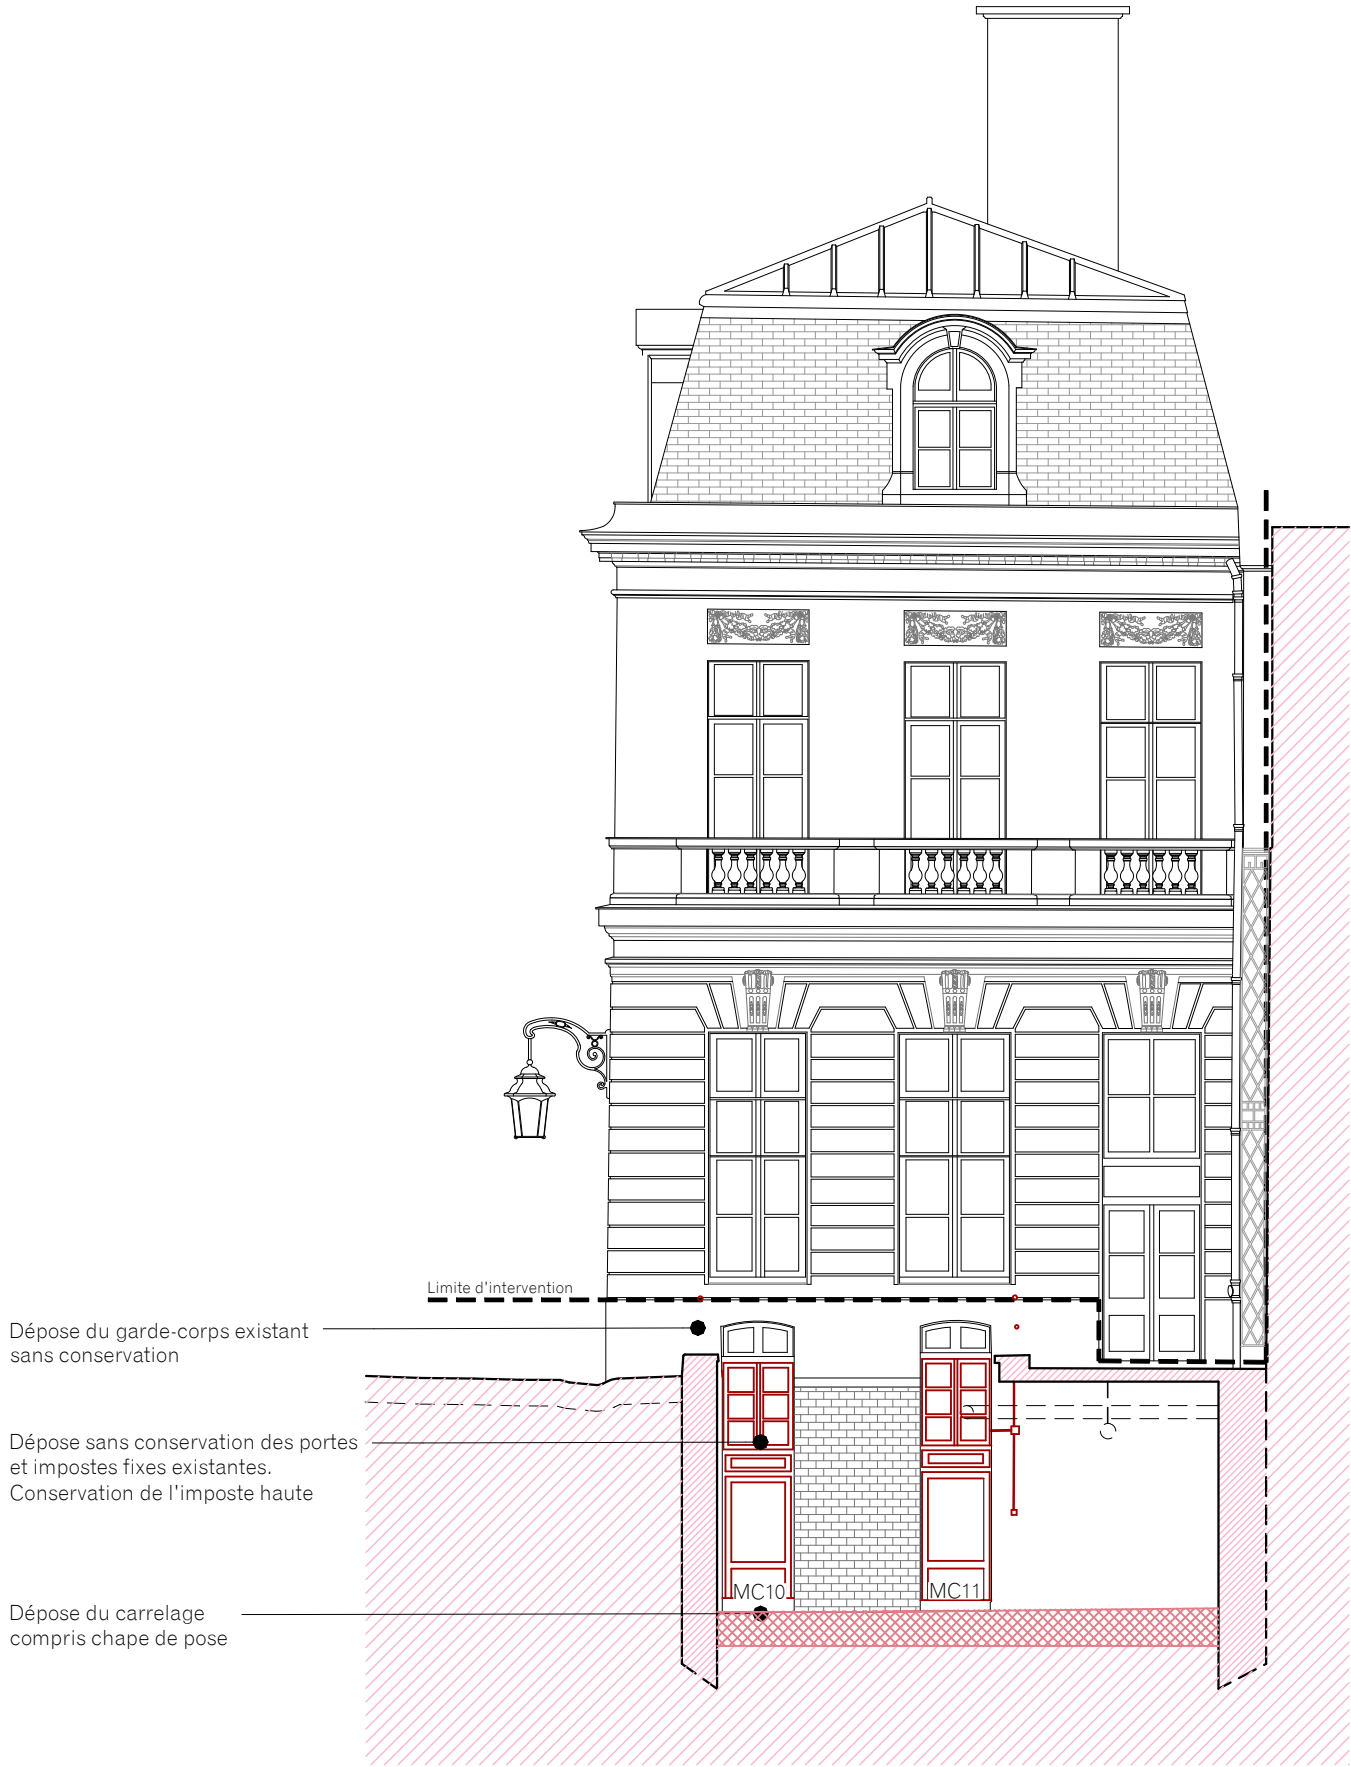 Limite d'intervention
Dépose du garde-corps existant
sans conservation
Dépose sans conservation des portes
et impostes fixes existantes.
Conservation de l'imposte haute
MC10
MC11
Dépose du carrelage
compris chape de pose